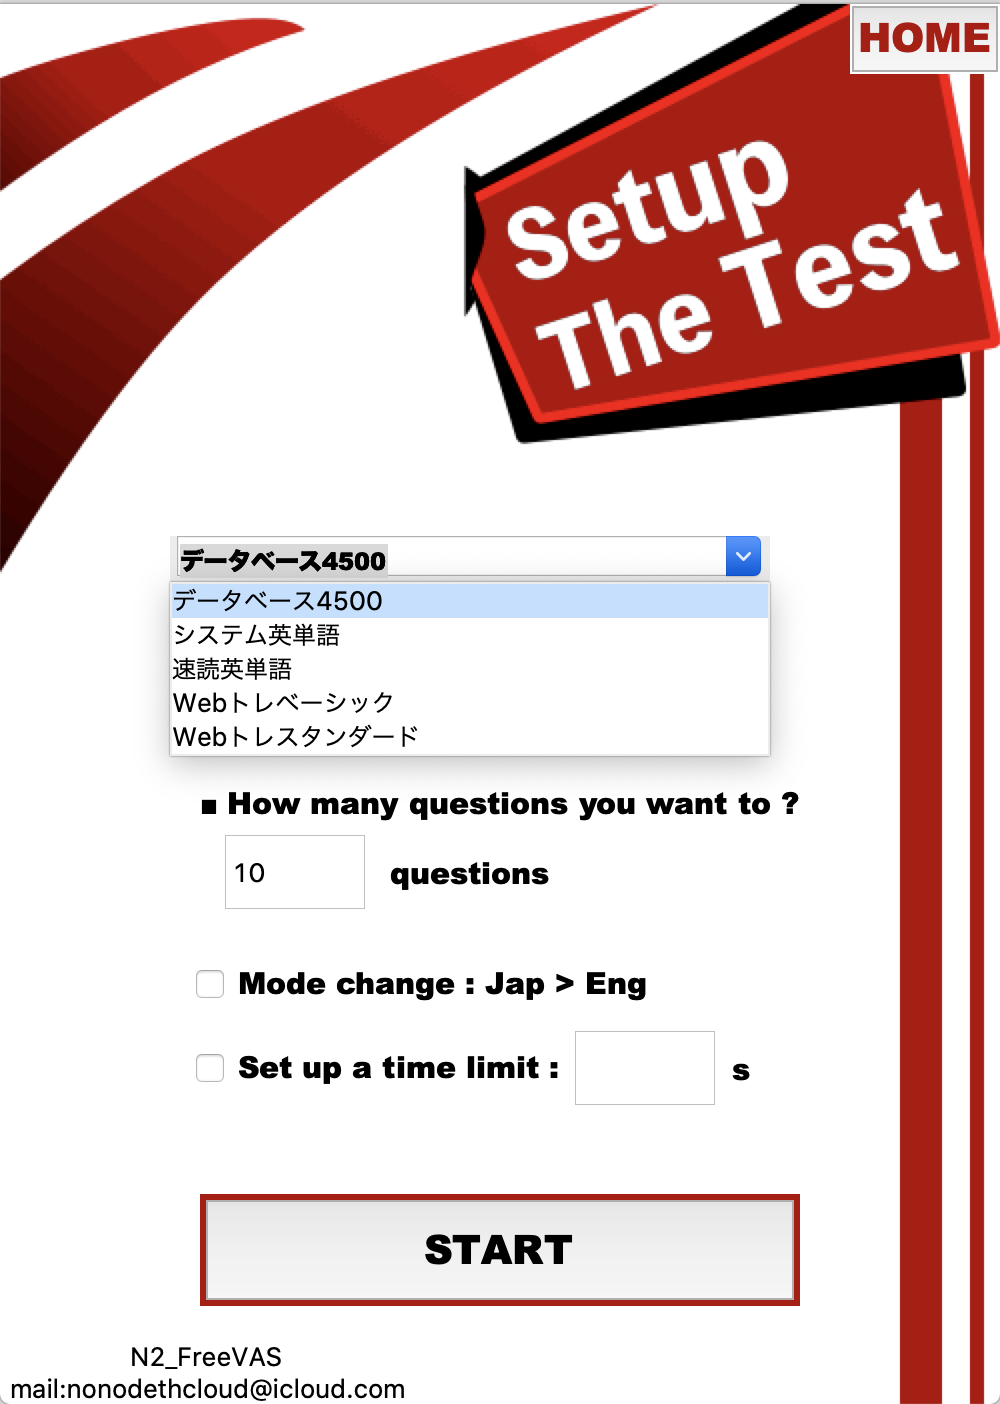 HOME
Setup
The Test
データベース4500
データベース4500
システム英単語
速読英単語
Webトレベーシック
Webトレスタンダード
■ How many questions you want to ?
10 questions
Mode change : Jap > Eng
Set up a time limit : s
START
N2_FreeVAS
mail:nonodethcloud@icloud.com